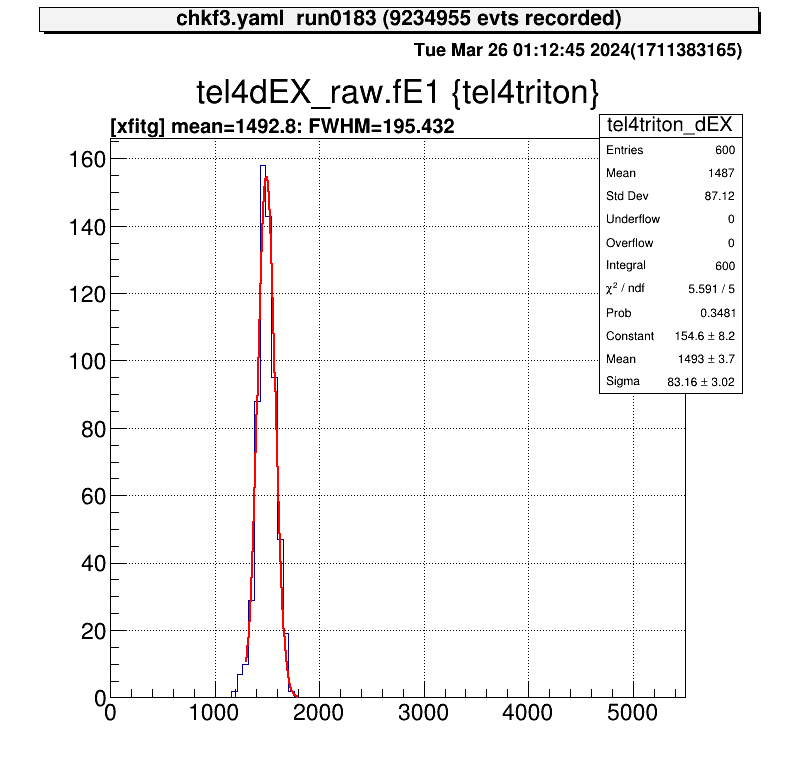 chkf3.yaml  run0183 (9234955 evts recorded)
Tue Mar 26 01:12:45 2024(1711383165)
tel4dEX_raw.fE1 {tel4triton}
[xfitg] mean=1492.8: FWHM=195.432
tel4triton_dEX
Entries 600
Mean 1487
Std Dev 87.12
Underflow 0
Overflow 0
Integral 600
χ² / ndf 5.591 / 5
Prob 0.3481
Constant 154.6 ± 8.2
Mean 1493 ± 3.7
Sigma 83.16 ± 3.02
160
140
120
100
80
60
40
20
0
0 1000 2000 3000 4000 5000